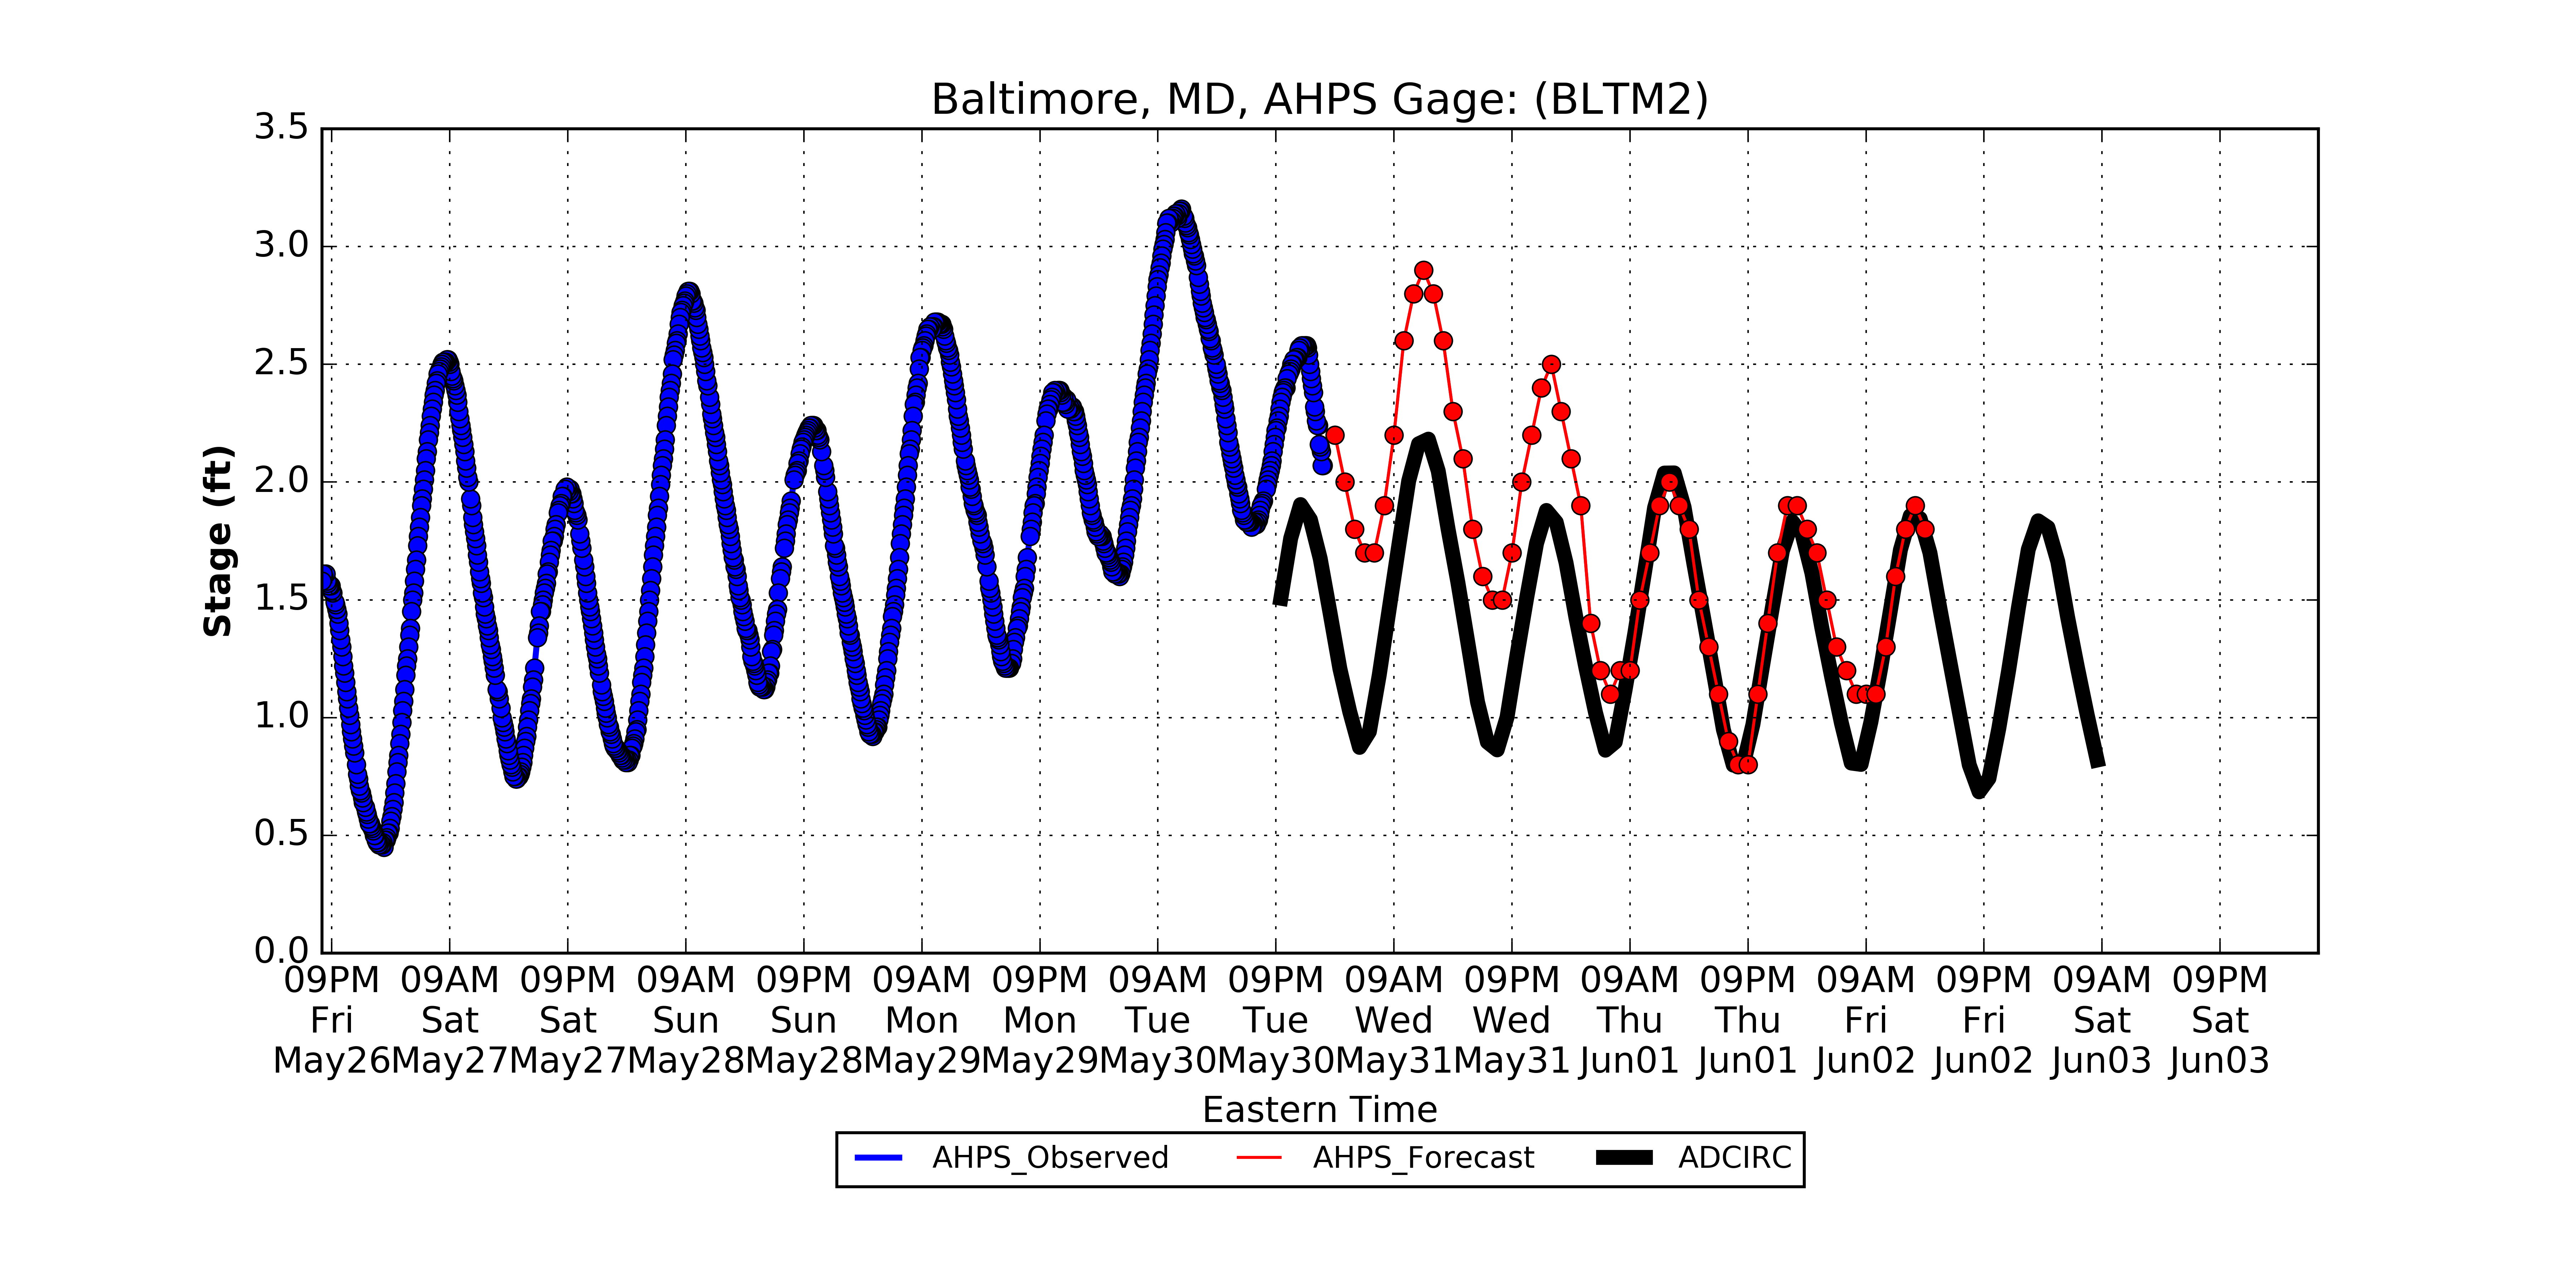 Baltimore, MD, AHPS Gage: (BLTM2)
3.5
3.0
2.5
2.0
1.5
1.0
0.5
0.0
Stage (ft)
09PM 09AM 09PM 09AM 09PM 09AM 09PM 09AM 09PM 09AM 09PM 09AM 09PM 09AM 09PM 09AM 09PM
Fri Sat Sat Sun Sun Mon Mon Tue Tue Wed Wed Thu Thu Fri Fri Sat Sat
May26 May27 May27 May28 May28 May29 May29 May30 May30 May31 May31 Jun01 Jun01 Jun02 Jun02 Jun03 Jun03
Eastern Time
AHPS_Observed AHPS_Forecast ADCIRC